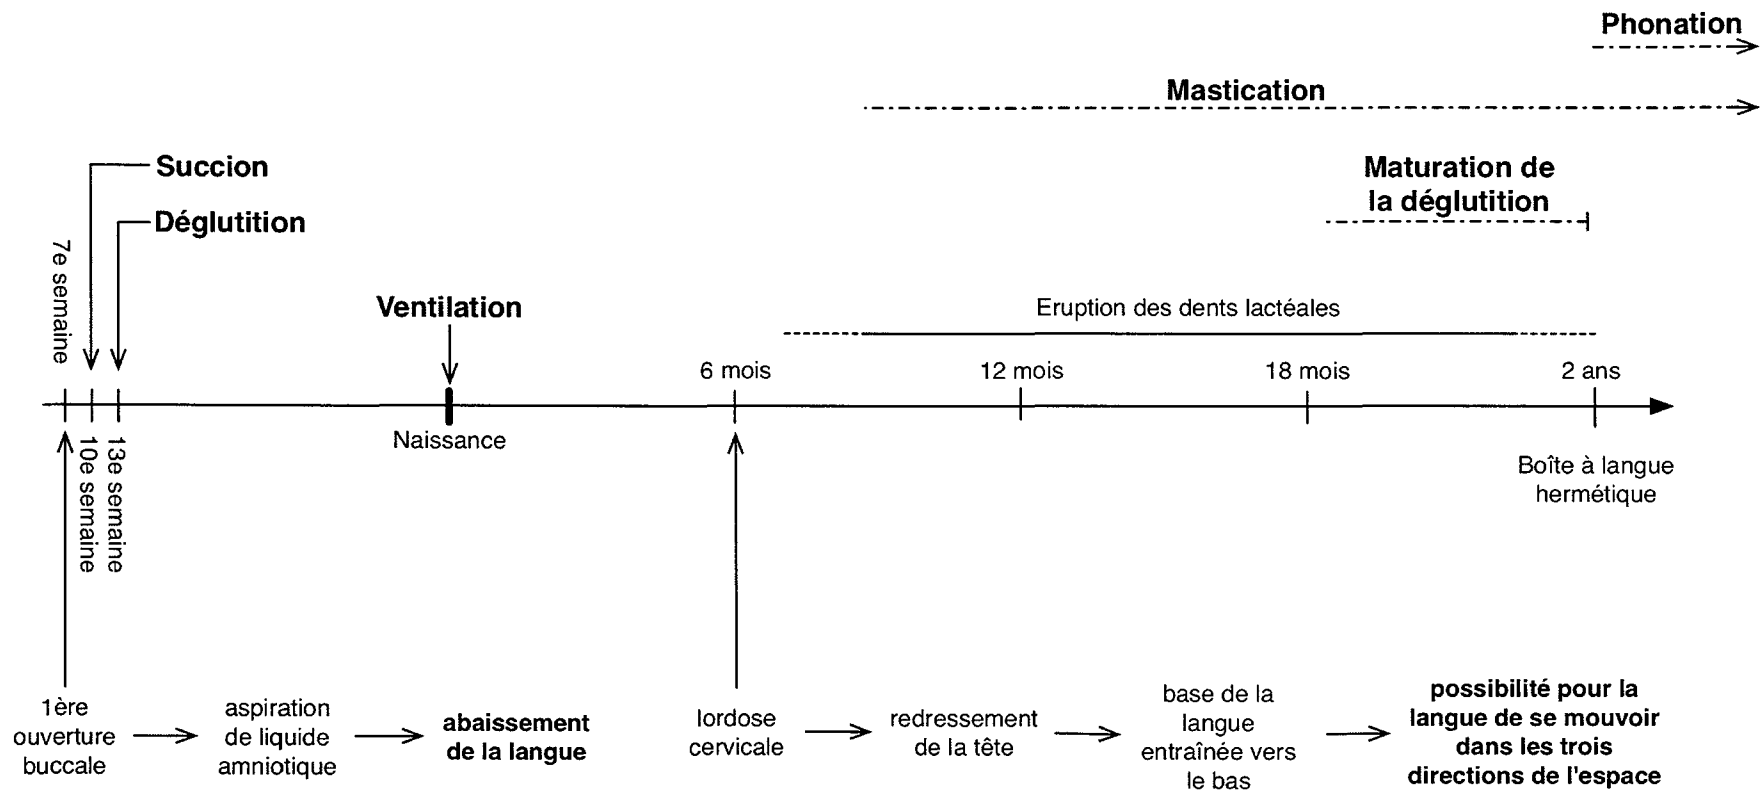 Phonation
Mastication
Maturation de
la déglutition
Succion
Déglutition
7e semaine
Ventilation
Eruption des dents lactéales
6 mois
12 mois
18 mois
2 ans
Naissance
10e semaine
13e semaine
Boîte à langue
hermétique
1ère
ouverture
buccale
aspiration
de liquide
amniotique
abaissement
de la langue
lordose
cervicale
redressement
de la tête
base de la
langue
entraînée vers
le bas
possibilité pour la
langue de se mouvoir
dans les trois
directions de l'espace